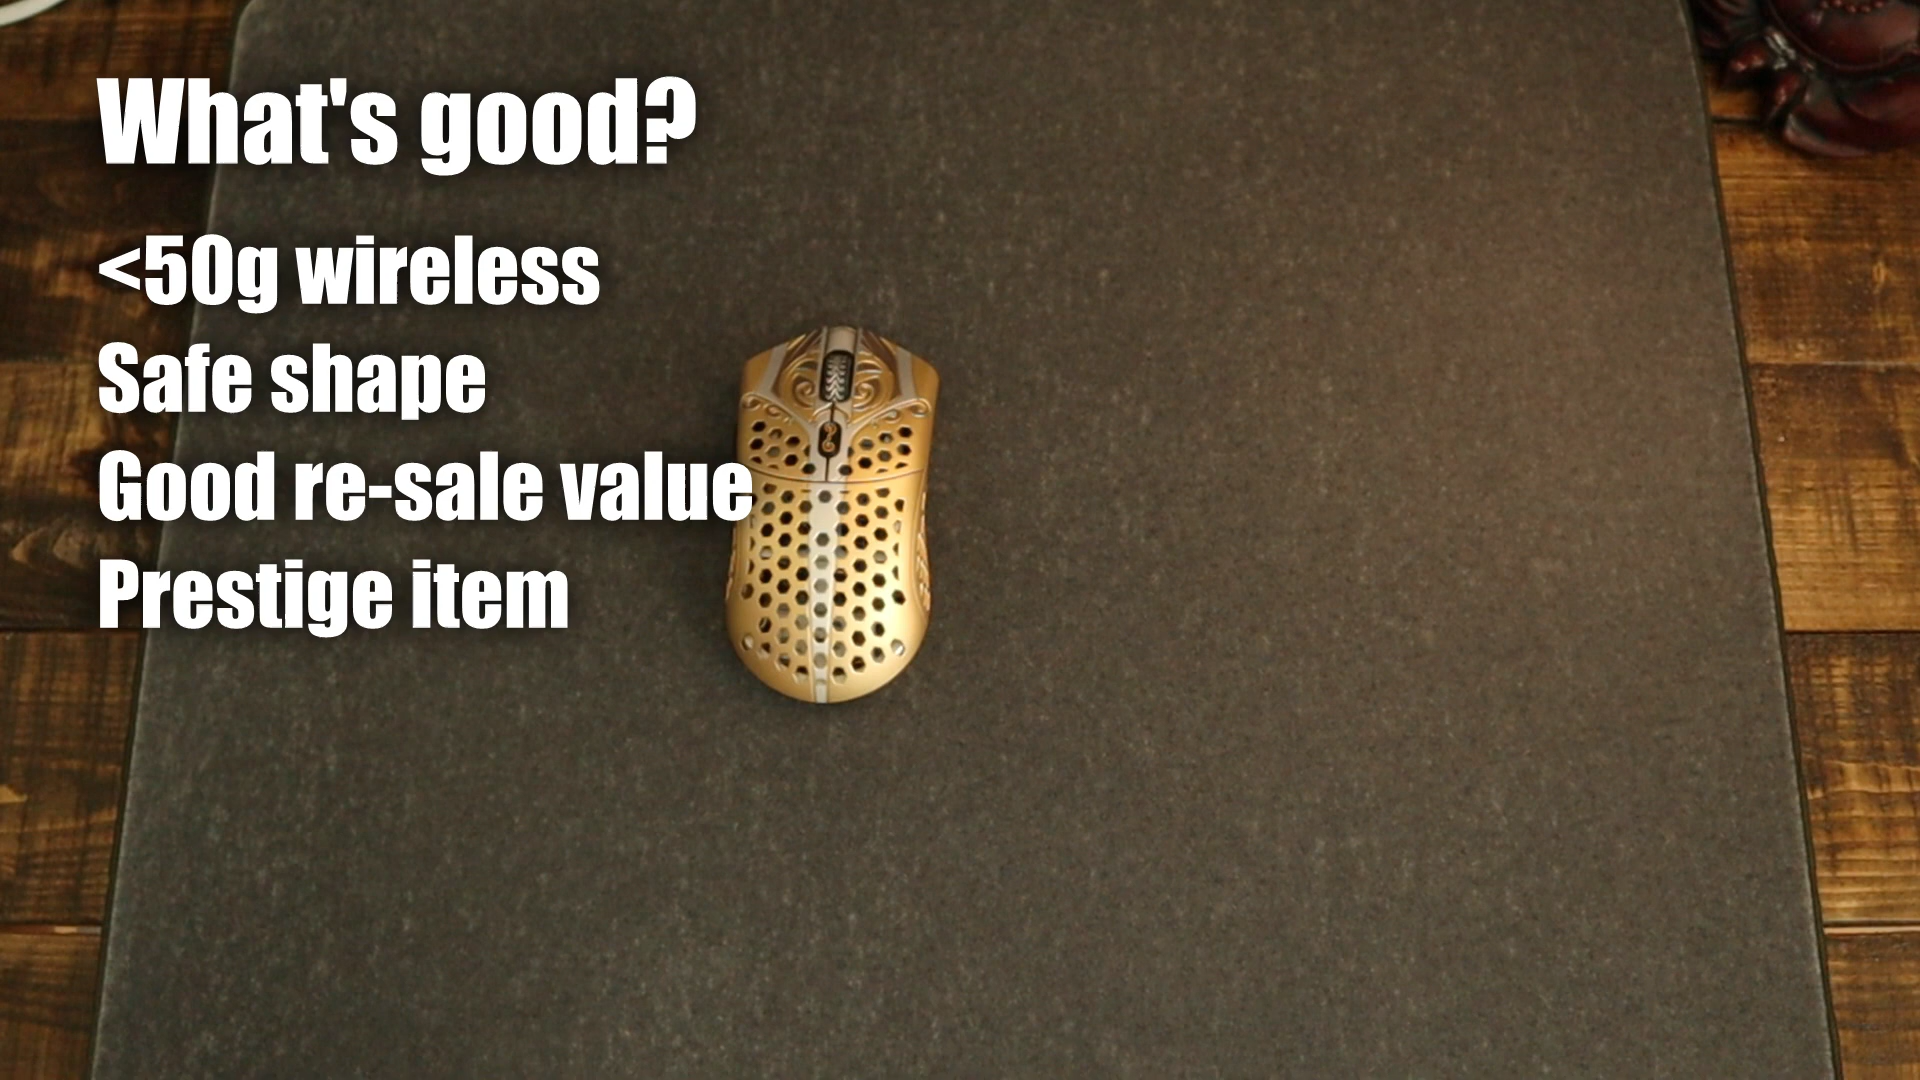 What's good?
<50g wireless
Safe shape
Good re-sale value
Prestige item